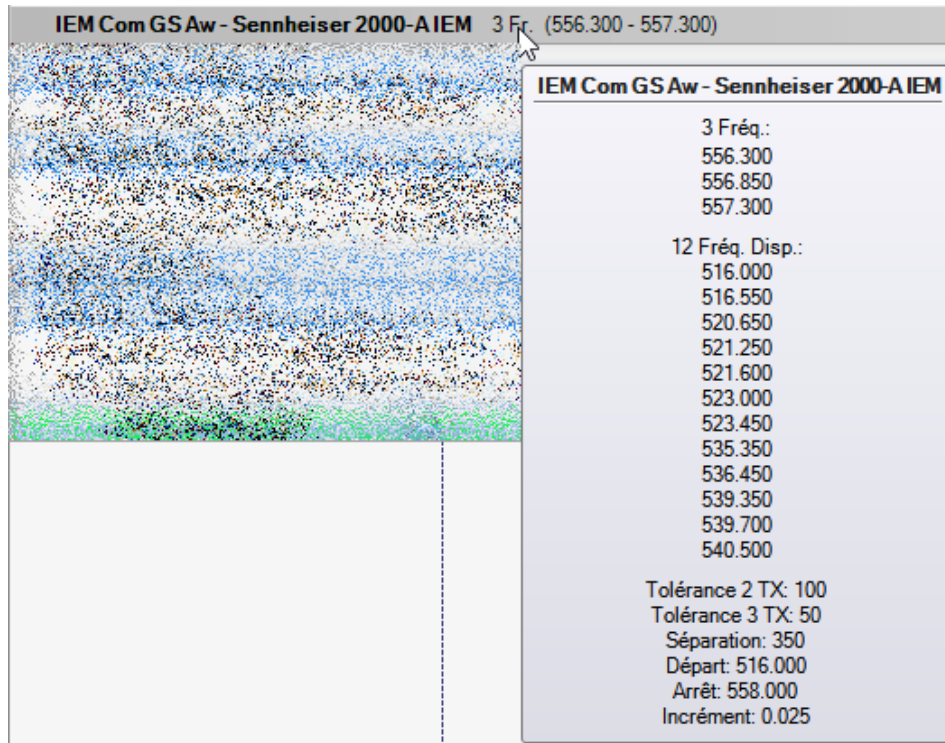 IEM Com GS Aw - Sennheiser 2000-A IEM 3 Fr. (556.300 - 557.300)
IEM Com GS Aw - Sennheiser 2000-A IEM
3 Fréq.:
556.300
556.850
557.300
12 Fréq. Disp.:
516.000
516.550
520.650
521.250
521.600
523.000
523.450
535.350
536.450
539.350
539.700
540.500
Tolérance 2 TX: 100
Tolérance 3 TX: 50
Séparation: 350
Départ: 516.000
Arrêt: 558.000
Incrément: 0.025